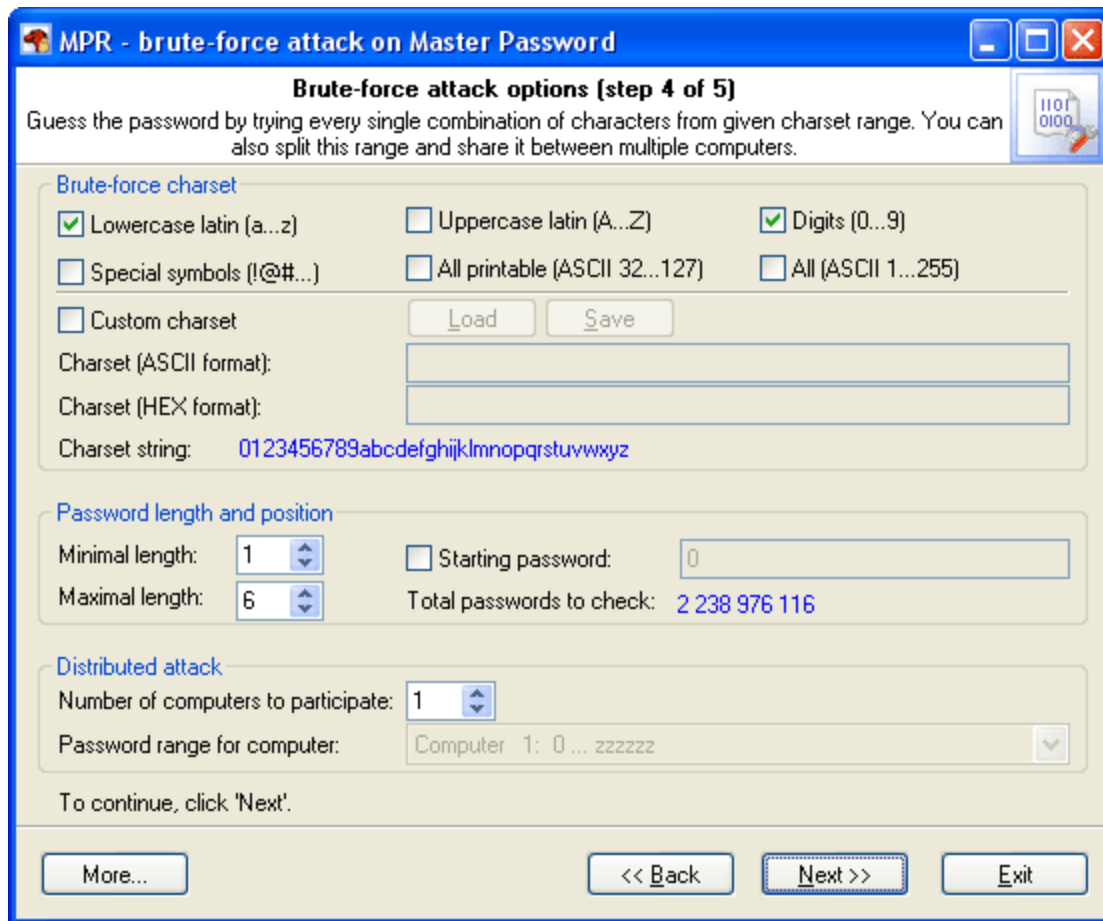 MPR - brute-force attack on Master Password
Brute-force attack options (step 4 of 5)
Guess the password by trying every single combination of characters from given charset range. You can
also split this range and share it between multiple computers.
1101
0100
Brute-force charset
Lowercase latin (a...z) Uppercase latin (A...Z) Digits (0...9)
Special symbols (!@#...) All printable (ASCII 32...127) All (ASCII 1...255)
Custom charset Load Save
Charset (ASCII format):
Charset (HEX format):
Charset string: 0123456789abcdefghijklmnopqrstuvwxyz
Password length and position
Minimal length: 1 Starting password: 0
Maximal length: 6 Total passwords to check: 2 238 976 116
Distributed attack
Number of computers to participate: 1
Password range for computer: Computer 1: 0 ... zzzzzz
To continue, click 'Next'.
More... << Back Next >> Exit